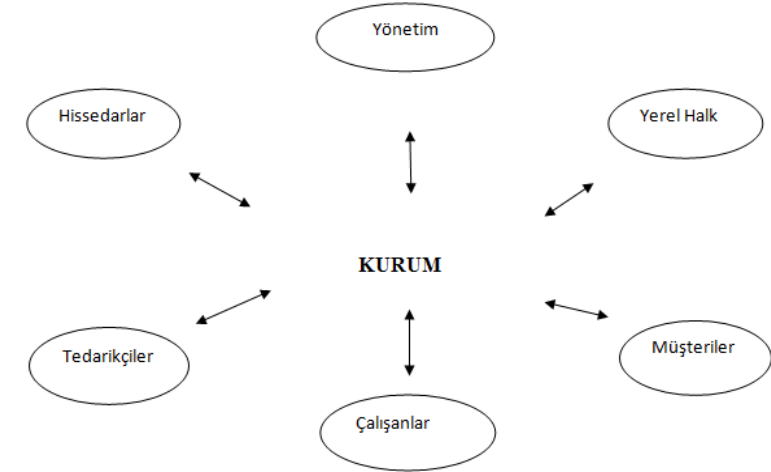 Yönetim
Hissedarlar
Yerel Halk
KURUM
Tedarikçiler
Müşteriler
Çalışanlar